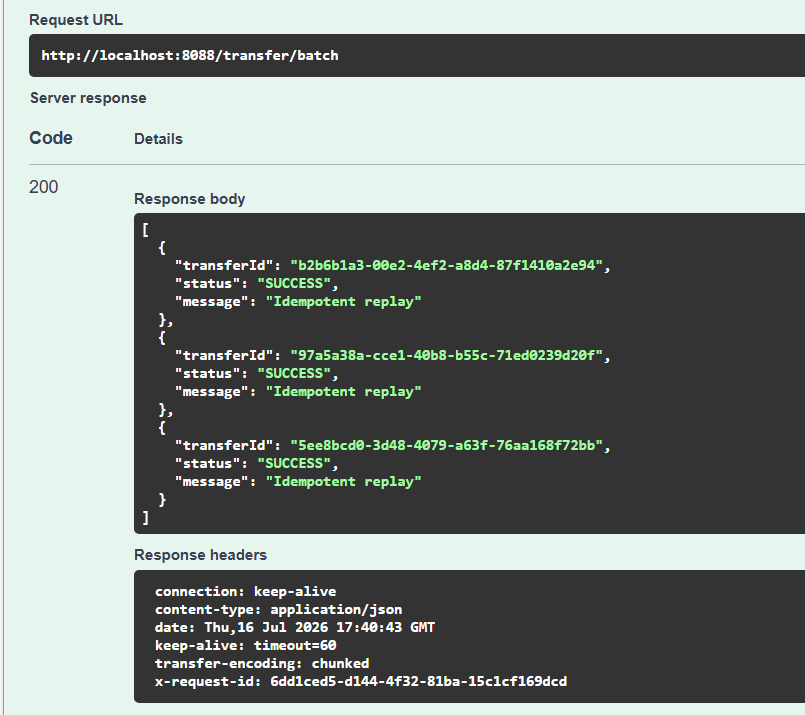 Request URL
http://localhost:8088/transfer/batch
Server response
Code Details
200
Response body
[
{
"transferId": "b2b6b1a3-00e2-4ef2-a8d4-87f1410a2e94",
"status": "SUCCESS",
"message": "Idempotent replay"
},
{
"transferId": "97a5a38a-cce1-40b8-b55c-71ed0239d20f",
"status": "SUCCESS",
"message": "Idempotent replay"
},
{
"transferId": "5ee8bcd0-3d48-4079-a63f-76aa168f72bb",
"status": "SUCCESS",
"message": "Idempotent replay"
}
]
Response headers
connection: keep-alive
content-type: application/json
date: Thu,16 Jul 2026 17:40:43 GMT
keep-alive: timeout=60
transfer-encoding: chunked
x-request-id: 6dd1ced5-d144-4f32-81ba-15c1cf169dcd